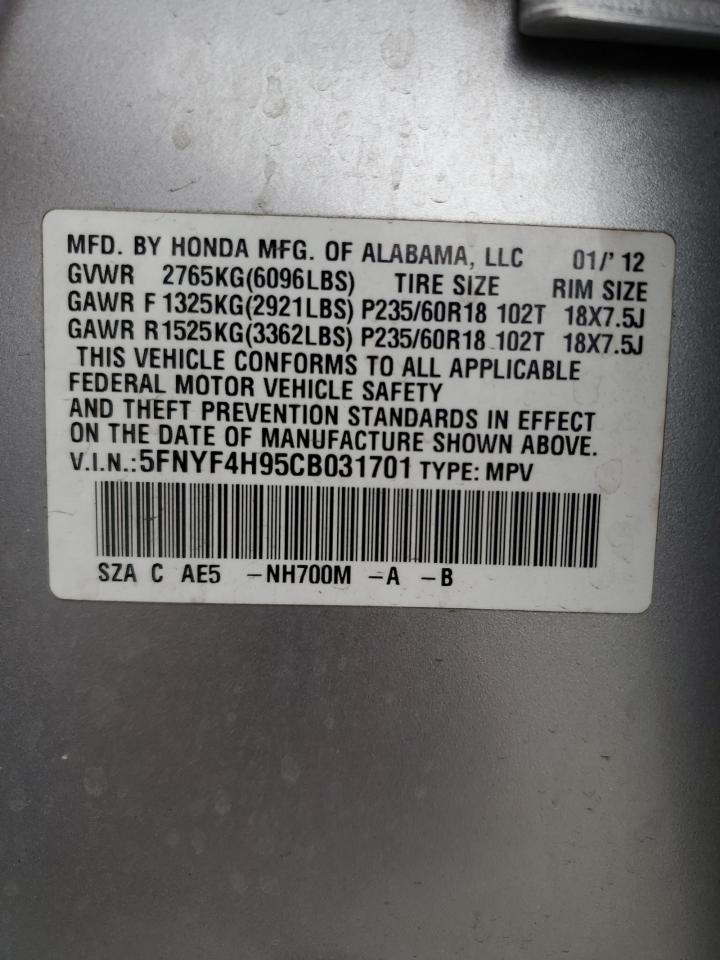 MFD. BY HONDA MFG. OF ALABAMA, LLC 01/'12
GVWR 2765KG(6096LBS) TIRE SIZE RIM SIZE
GAWR F 1325KG(2921LBS) P235/60R18 102T 18X7.5J
GAWR R1525KG(3362LBS) P235/60R18 102T 18X7.5J
THIS VEHICLE CONFORMS TO ALL APPLICABLE
FEDERAL MOTOR VEHICLE SAFETY
AND THEFT PREVENTION STANDARDS IN EFFECT
ON THE DATE OF MANUFACTURE SHOWN ABOVE.
V.I.N.:5FNYF4H95CB031701 TYPE: MPV
SZA C AE5 -NH700M -A -B